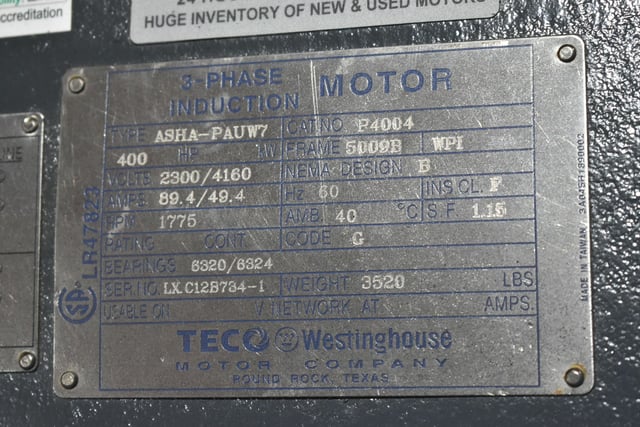 ccreditation
HUGE INVENTORY OF NEW & USED MOTORS
3-PHASE INDUCTION MOTOR
TYPE ASHA-PAUW7 CAT.NO P4004
400 HP kW FRAME 5009B WPI
VOLTS 2300/4160 NEMA DESIGN B
AMPS. 89.4/49.4 Hz 60 INS CL. F
RPM 1775 AMB. 40 °C S.F. 1.15
RATING CONT. CODE G
BEARINGS 6320/6324
SER.NO. LX.C12B734-1 WEIGHT 3520 LBS
USABLE ON V NETWORK AT AMPS.
TECO Westinghouse
MOTOR COMPANY
ROUND ROCK, TEXAS
LR47823
MADE IN TAIWAN